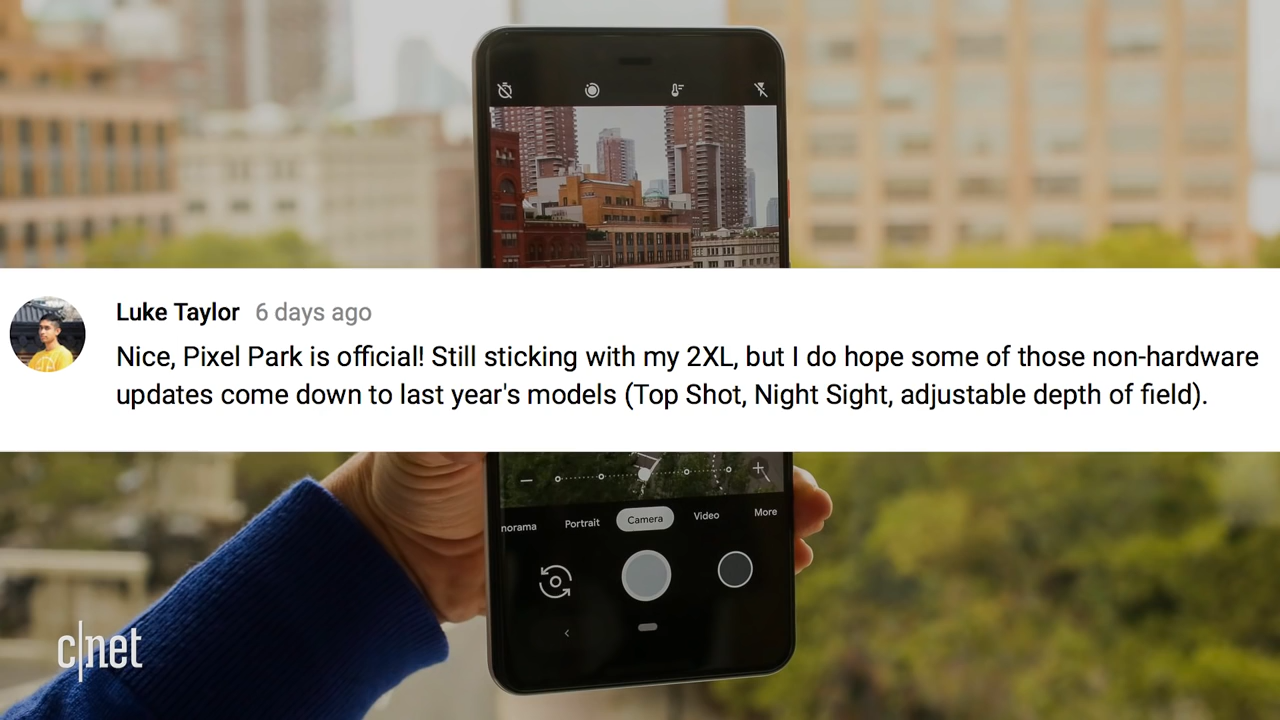 Luke Taylor 6 days ago
Nice, Pixel Park is official! Still sticking with my 2XL, but I do hope some of those non-hardware
updates come down to last year's models (Top Shot, Night Sight, adjustable depth of field).
norama Portrait Camera Video More
c|net